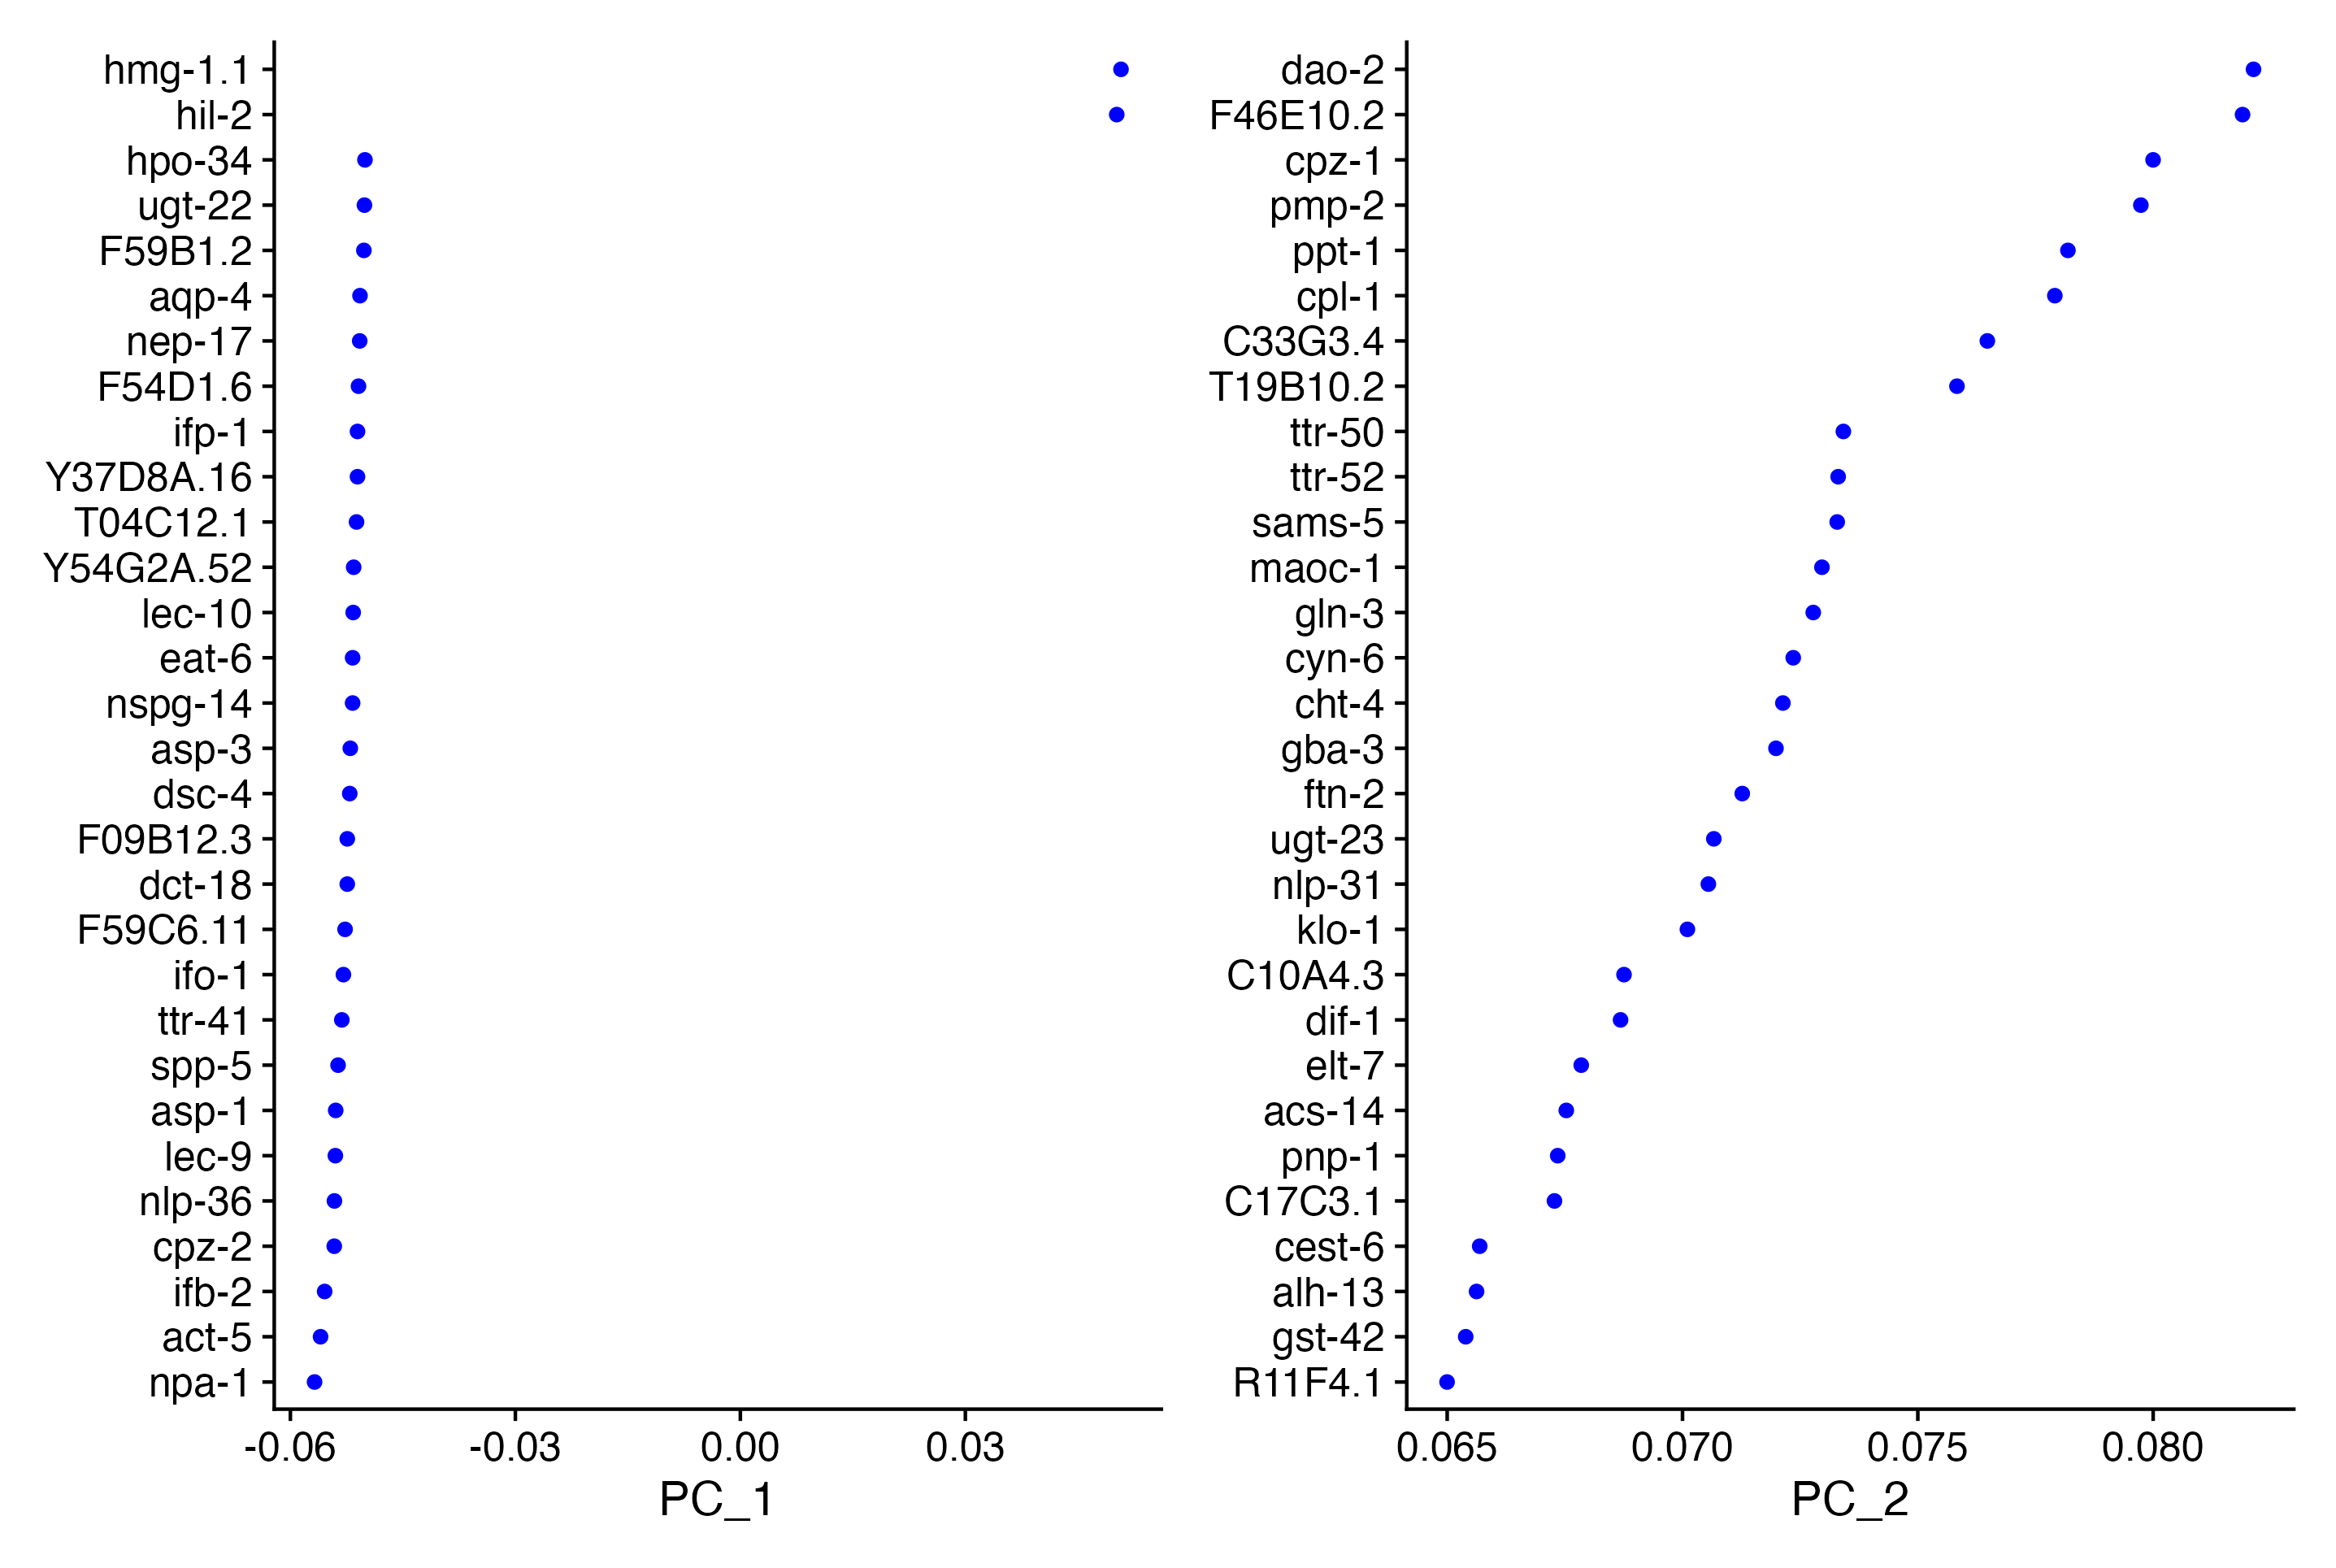 hmg-1.1
hil-2
hpo-34
ugt-22
F59B1.2
aqp-4
nep-17
F54D1.6
ifp-1
Y37D8A.16
T04C12.1
Y54G2A.52
lec-10
eat-6
nspg-14
asp-3
dsc-4
F09B12.3
dct-18
F59C6.11
ifo-1
ttr-41
spp-5
asp-1
lec-9
nlp-36
cpz-2
ifb-2
act-5
npa-1
-0.06 -0.03 0.00 0.03
PC_1
dao-2
F46E10.2
cpz-1
pmp-2
ppt-1
cpl-1
C33G3.4
T19B10.2
ttr-50
ttr-52
sams-5
maoc-1
gln-3
cyn-6
cht-4
gba-3
ftn-2
ugt-23
nlp-31
klo-1
C10A4.3
dif-1
elt-7
acs-14
pnp-1
C17C3.1
cest-6
alh-13
gst-42
R11F4.1
0.065 0.070 0.075 0.080
PC_2